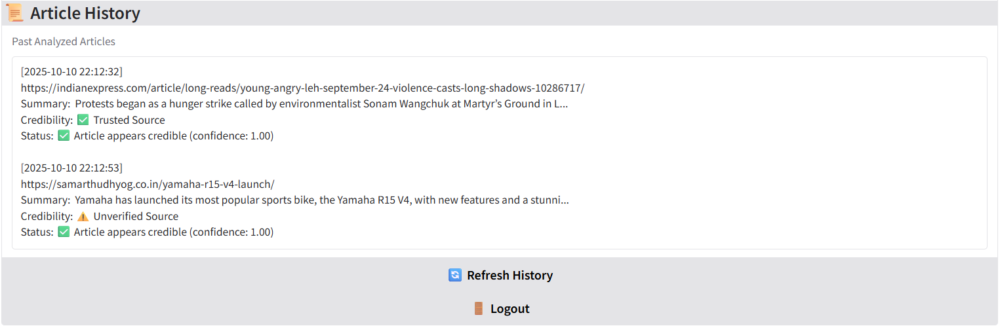 Article History
Past Analyzed Articles
[2025-10-10 22:12:32]
https://indianexpress.com/article/long-reads/young-angry-leh-september-24-violence-casts-long-shadows-10286717/
Summary: Protests began as a hunger strike called by environmentalist Sonam Wangchuk at Martyr’s Ground in L...
Credibility: ✅ Trusted Source
Status: ✅ Article appears credible (confidence: 1.00)
[2025-10-10 22:12:53]
https://samarthudhyog.co.in/yamaha-r15-v4-launch/
Summary: Yamaha has launched its most popular sports bike, the Yamaha R15 V4, with new features and a stunni...
Credibility: ⚠️ Unverified Source
Status: ✅ Article appears credible (confidence: 1.00)
Refresh History
Logout